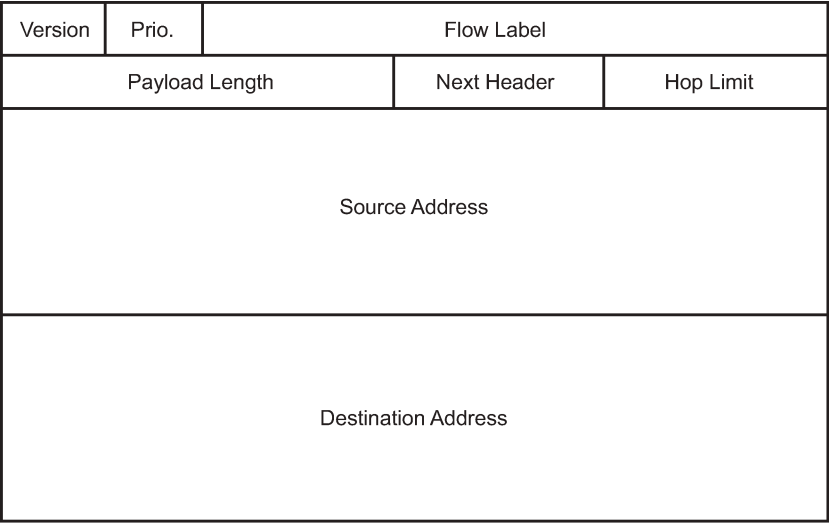 Version Prio. Flow Label
Payload Length Next Header Hop Limit
Source Address
Destination Address